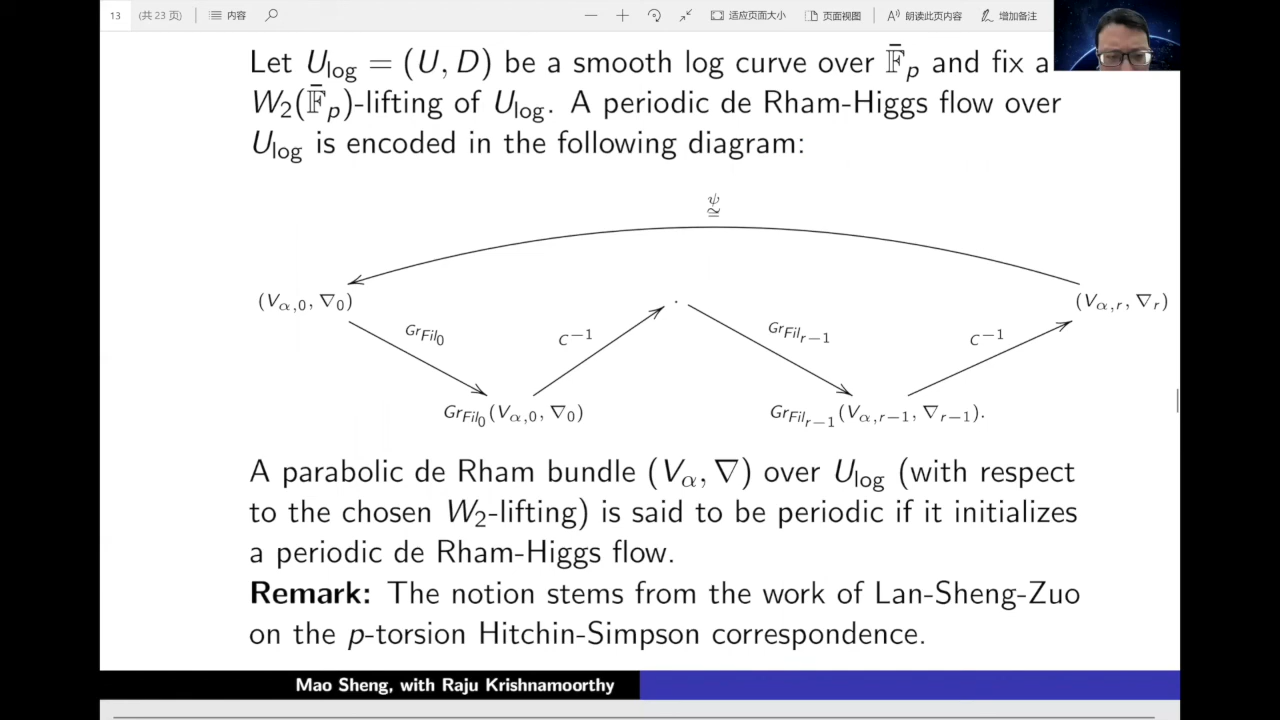 13 (共 23 页) 内容 适应页面大小 页面视图 朗读此页内容 增加备注
Let U_log = (U, D) be a smooth log curve over F̄_p and fix a
W_2(F̄_p)-lifting of U_log. A periodic de Rham-Higgs flow over
U_log is encoded in the following diagram:
ψ
≅
(V_{α,0}, ∇_0) · (V_{α,r}, ∇_r)
Gr_{Fil_0} C^{−1} Gr_{Fil_{r−1}} C^{−1}
Gr_{Fil_0}(V_{α,0}, ∇_0) Gr_{Fil_{r−1}}(V_{α,r−1}, ∇_{r−1}).
A parabolic de Rham bundle (V_α, ∇) over U_log (with respect
to the chosen W_2-lifting) is said to be periodic if it initializes
a periodic de Rham-Higgs flow.
Remark: The notion stems from the work of Lan-Sheng-Zuo
on the p-torsion Hitchin-Simpson correspondence.
Mao Sheng, with Raju Krishnamoorthy